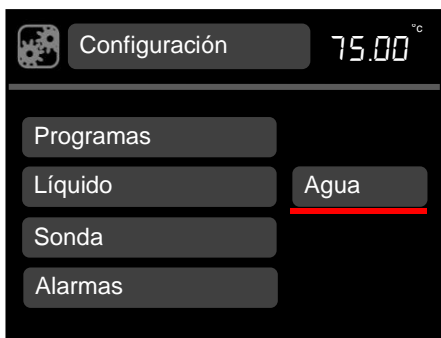 Configuración 75.00 °c
Programas
Líquido Agua
Sonda
Alarmas